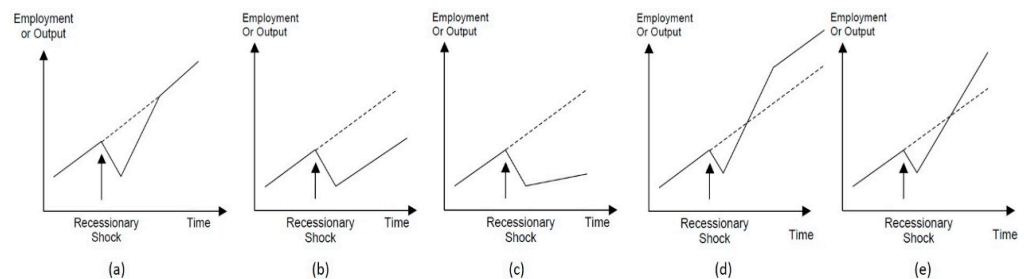 Employment
or Output
Recessionary
Shock
Time
(a)
Employment
Or Output
Recessionary
Shock
Time
(b)
Employment
Or Output
Recessionary
Shock
Time
(c)
Employment
Or Output
Recessionary
Shock
Time
(d)
Employment
Or Output
Recessionary
Shock
Time
(e)